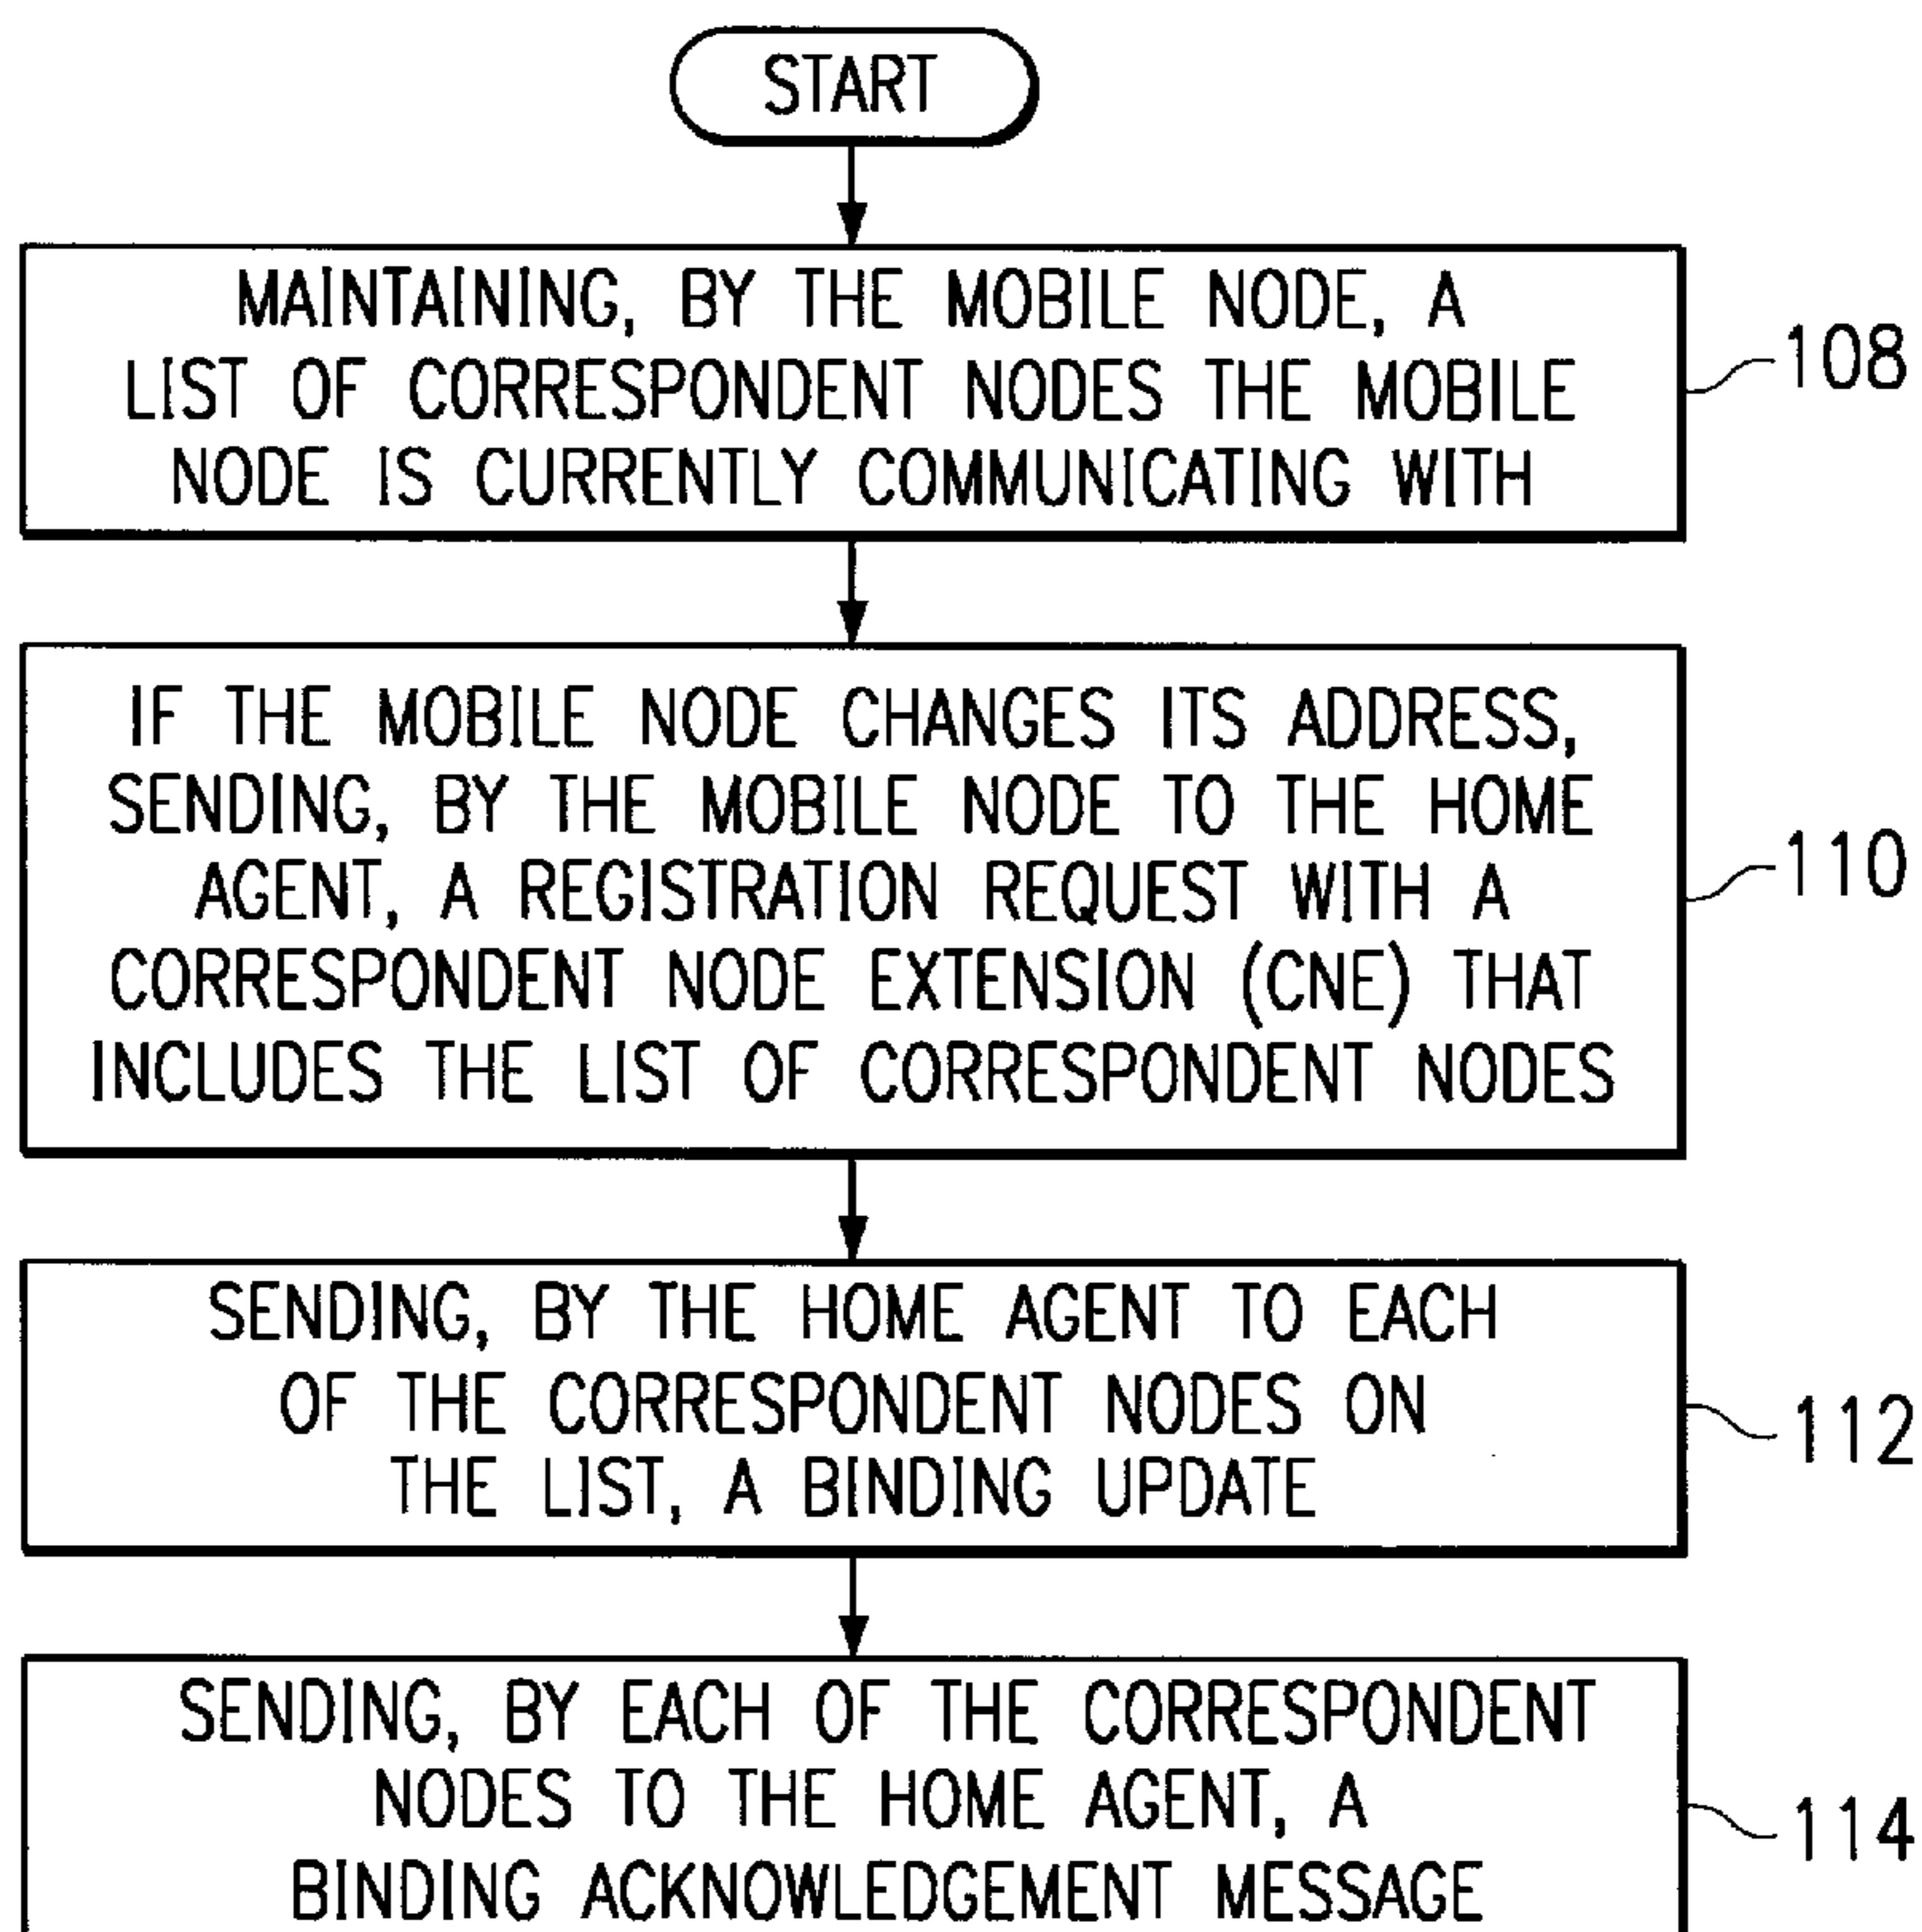 START
MAINTAINING, BY THE MOBILE NODE, A
LIST OF CORRESPONDENT NODES THE MOBILE
NODE IS CURRENTLY COMMUNICATING WITH
108
IF THE MOBILE NODE CHANGES ITS ADDRESS,
SENDING, BY THE MOBILE NODE TO THE HOME
AGENT, A REGISTRATION REQUEST WITH A
CORRESPONDENT NODE EXTENSION (CNE) THAT
INCLUDES THE LIST OF CORRESPONDENT NODES
110
SENDING, BY THE HOME AGENT TO EACH
OF THE CORRESPONDENT NODES ON
THE LIST, A BINDING UPDATE
112
SENDING, BY EACH OF THE CORRESPONDENT
NODES TO THE HOME AGENT, A
BINDING ACKNOWLEDGEMENT MESSAGE
114